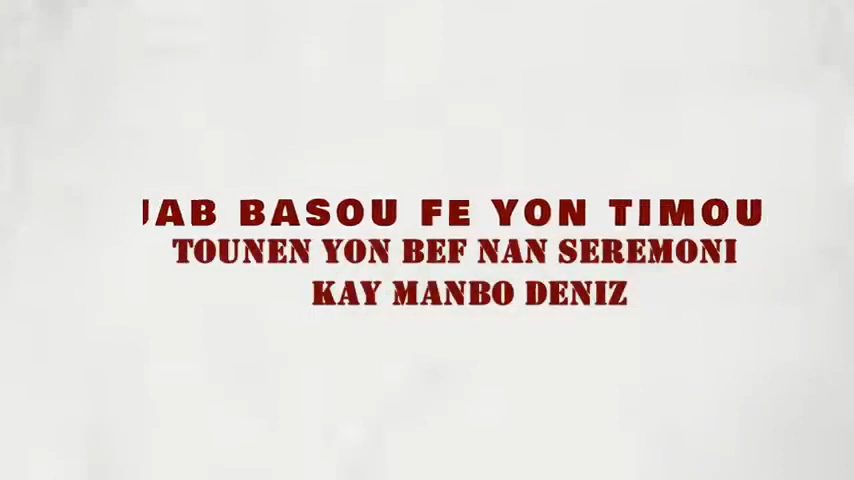 JAB BASOU FE YON TIMOU
TOUNEN YON BEF NAN SEREMONI
KAY MANBO DENIZ